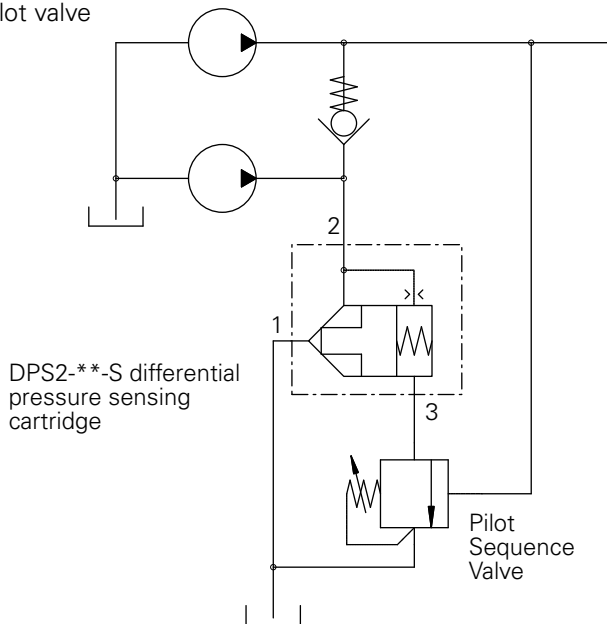 lot valve
2
1
DPS2-**-S differential
pressure sensing
cartridge
3
Pilot
Sequence
Valve